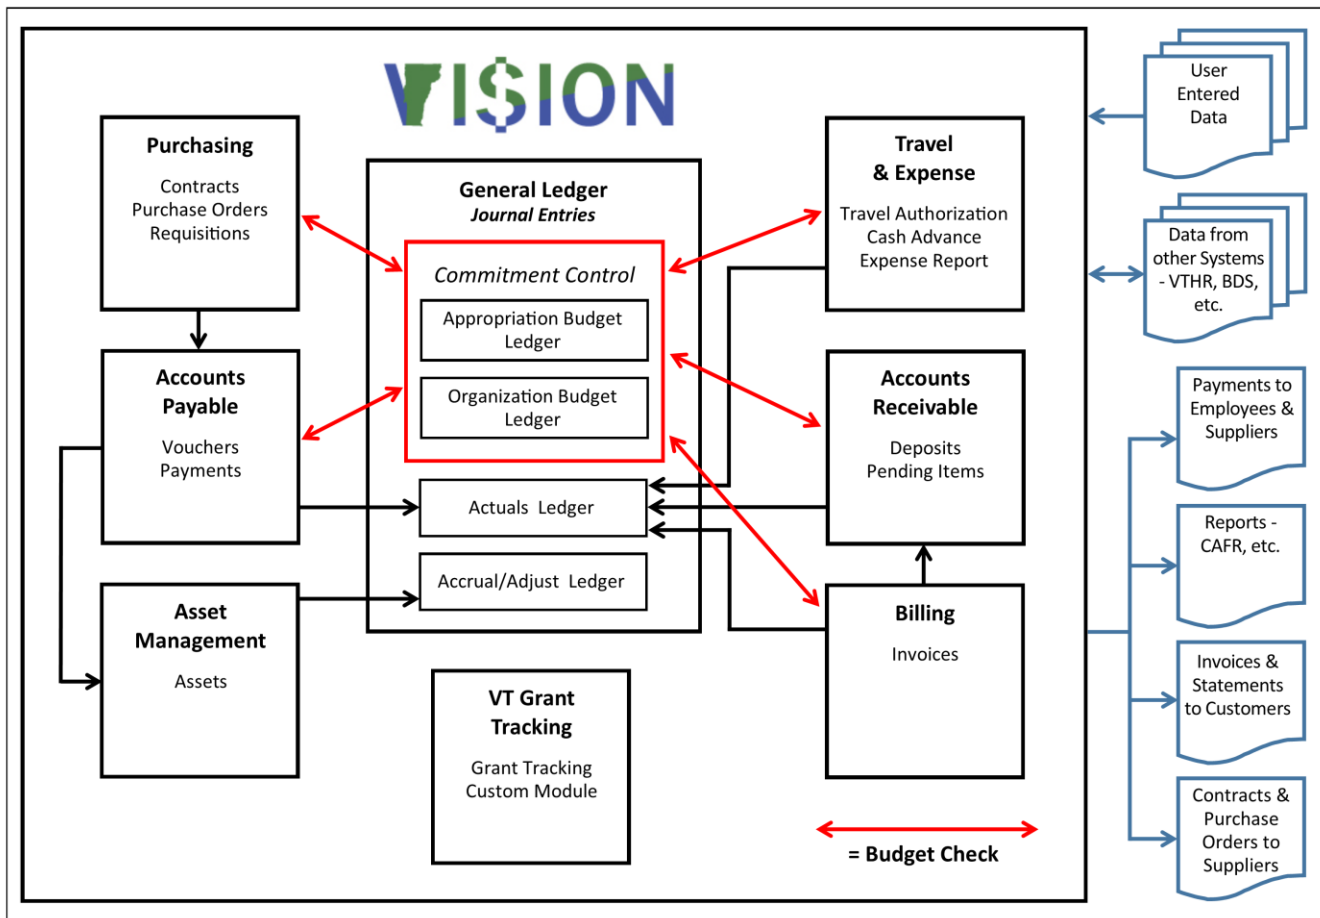 VI$ION
Purchasing
Contracts
Purchase Orders
Requisitions
Accounts
Payable
Vouchers
Payments
Asset
Management
Assets
General Ledger
Journal Entries
Commitment Control
Appropriation Budget
Ledger
Organization Budget
Ledger
Actuals Ledger
Accrual/Adjust Ledger
VT Grant
Tracking
Grant Tracking
Custom Module
Travel
& Expense
Travel Authorization
Cash Advance
Expense Report
Accounts
Receivable
Deposits
Pending Items
Billing
Invoices
= Budget Check
User
Entered
Data
Data from
other Systems
- VTHR, BDS,
etc.
Payments to
Employees &
Suppliers
Reports -
CAFR, etc.
Invoices &
Statements
to Customers
Contracts &
Purchase
Orders to
Suppliers